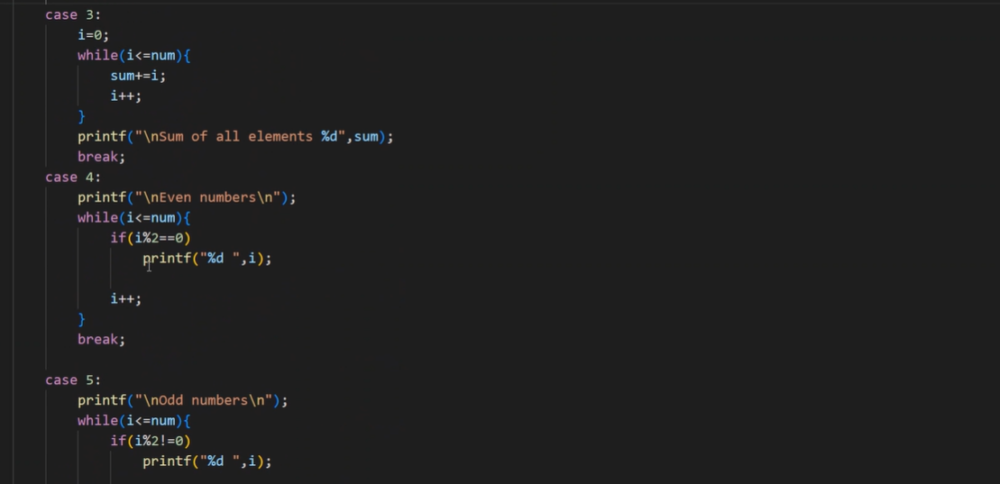 case 3:
i=0;
while(i<=num){
sum+=i;
i++;
}
printf("\nSum of all elements %d",sum);
break;
case 4:
printf("\nEven numbers\n");
while(i<=num){
if(i%2==0)
printf("%d ",i);
i++;
}
break;
case 5:
printf("\nOdd numbers\n");
while(i<=num){
if(i%2!=0)
printf("%d ",i);